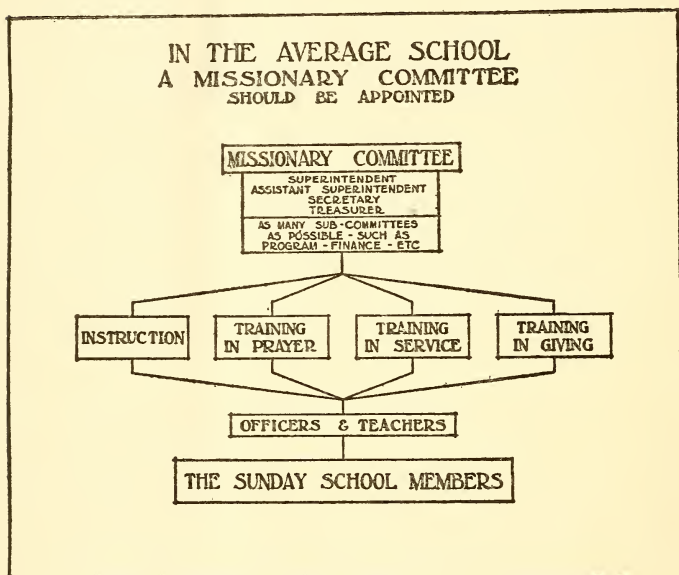 IN THE AVERAGE SCHOOL
A MISSIONARY COMMITTEE
SHOULD BE APPOINTED
MISSIONARY COMMITTEE
SUPERINTENDENT
ASSISTANT SUPERINTENDENT
SECRETARY
TREASURER
AS MANY SUB-COMMITTEES
AS POSSIBLE - SUCH AS
PROGRAM - FINANCE - ETC
INSTRUCTION
TRAINING
IN PRAYER
TRAINING
IN SERVICE
TRAINING
IN GIVING
OFFICERS & TEACHERS
THE SUNDAY SCHOOL MEMBERS